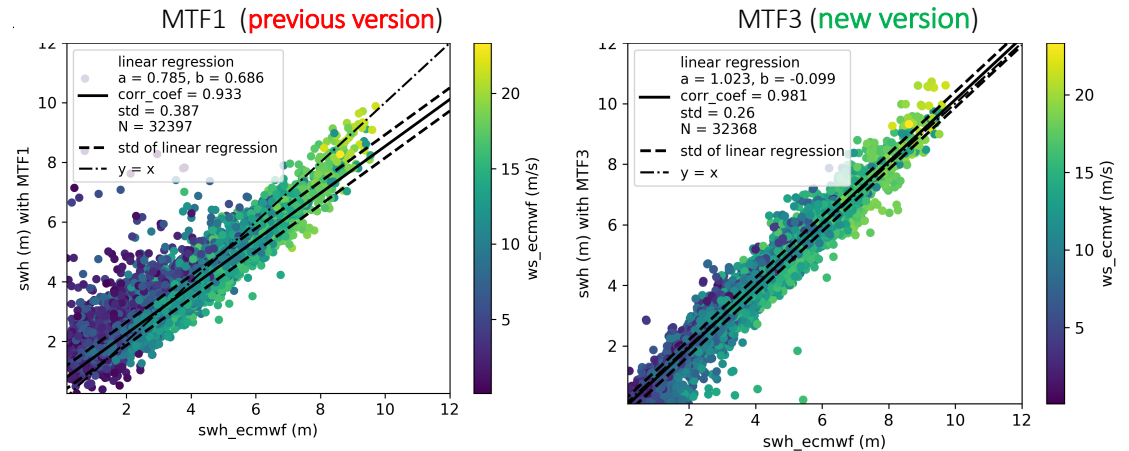 MTF1 (previous version)
12
10
8
6
4
2
2
4
6
8
10
12
swh (m) with MTF1
swh_ecmwf (m)
linear regression
a = 0.785, b = 0.686
corr_coef = 0.933
std = 0.387
N = 32397
std of linear regression
y = x
20
15
10
5
ws_ecmwf (m/s)
MTF3 (new version)
12
10
8
6
4
2
2
4
6
8
10
12
swh (m) with MTF3
swh_ecmwf (m)
linear regression
a = 1.023, b = -0.099
corr_coef = 0.981
std = 0.26
N = 32368
std of linear regression
y = x
20
15
10
5
ws_ecmwf (m/s)